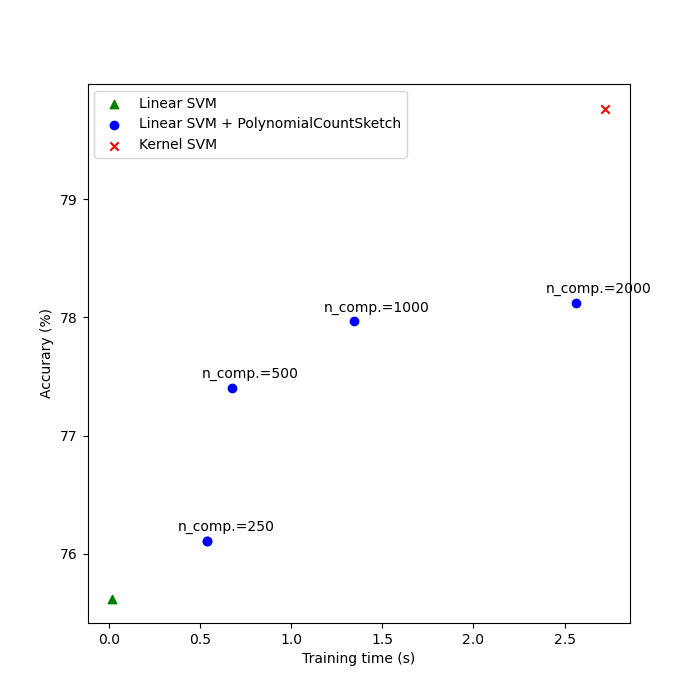 Linear SVM
Linear SVM + PolynomialCountSketch
Kernel SVM
79
78
77
76
Accurary (%)
n_comp.=2000
n_comp.=1000
n_comp.=500
n_comp.=250
0.0 0.5 1.0 1.5 2.0 2.5
Training time (s)